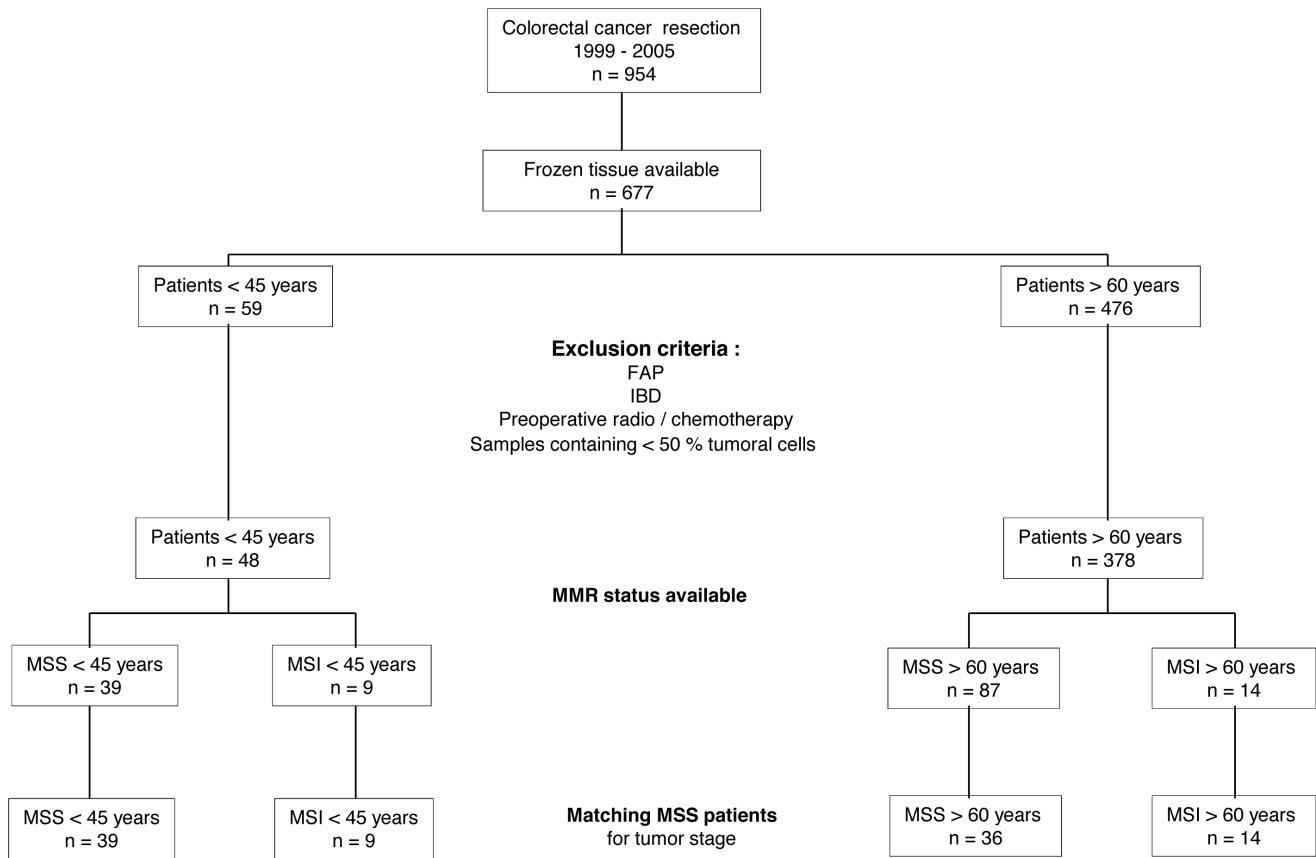 Colorectal cancer resection
1999 - 2005
n = 954
Frozen tissue available
n = 677
Patients < 45 years
n = 59
Patients > 60 years
n = 476
Exclusion criteria :
FAP
IBD
Preoperative radio / chemotherapy
Samples containing < 50 % tumoral cells
Patients < 45 years
n = 48
Patients > 60 years
n = 378
MMR status available
MSS < 45 years
n = 39
MSI < 45 years
n = 9
MSS > 60 years
n = 87
MSI > 60 years
n = 14
MSS < 45 years
n = 39
MSI < 45 years
n = 9
Matching MSS patients
for tumor stage
MSS > 60 years
n = 36
MSI > 60 years
n = 14